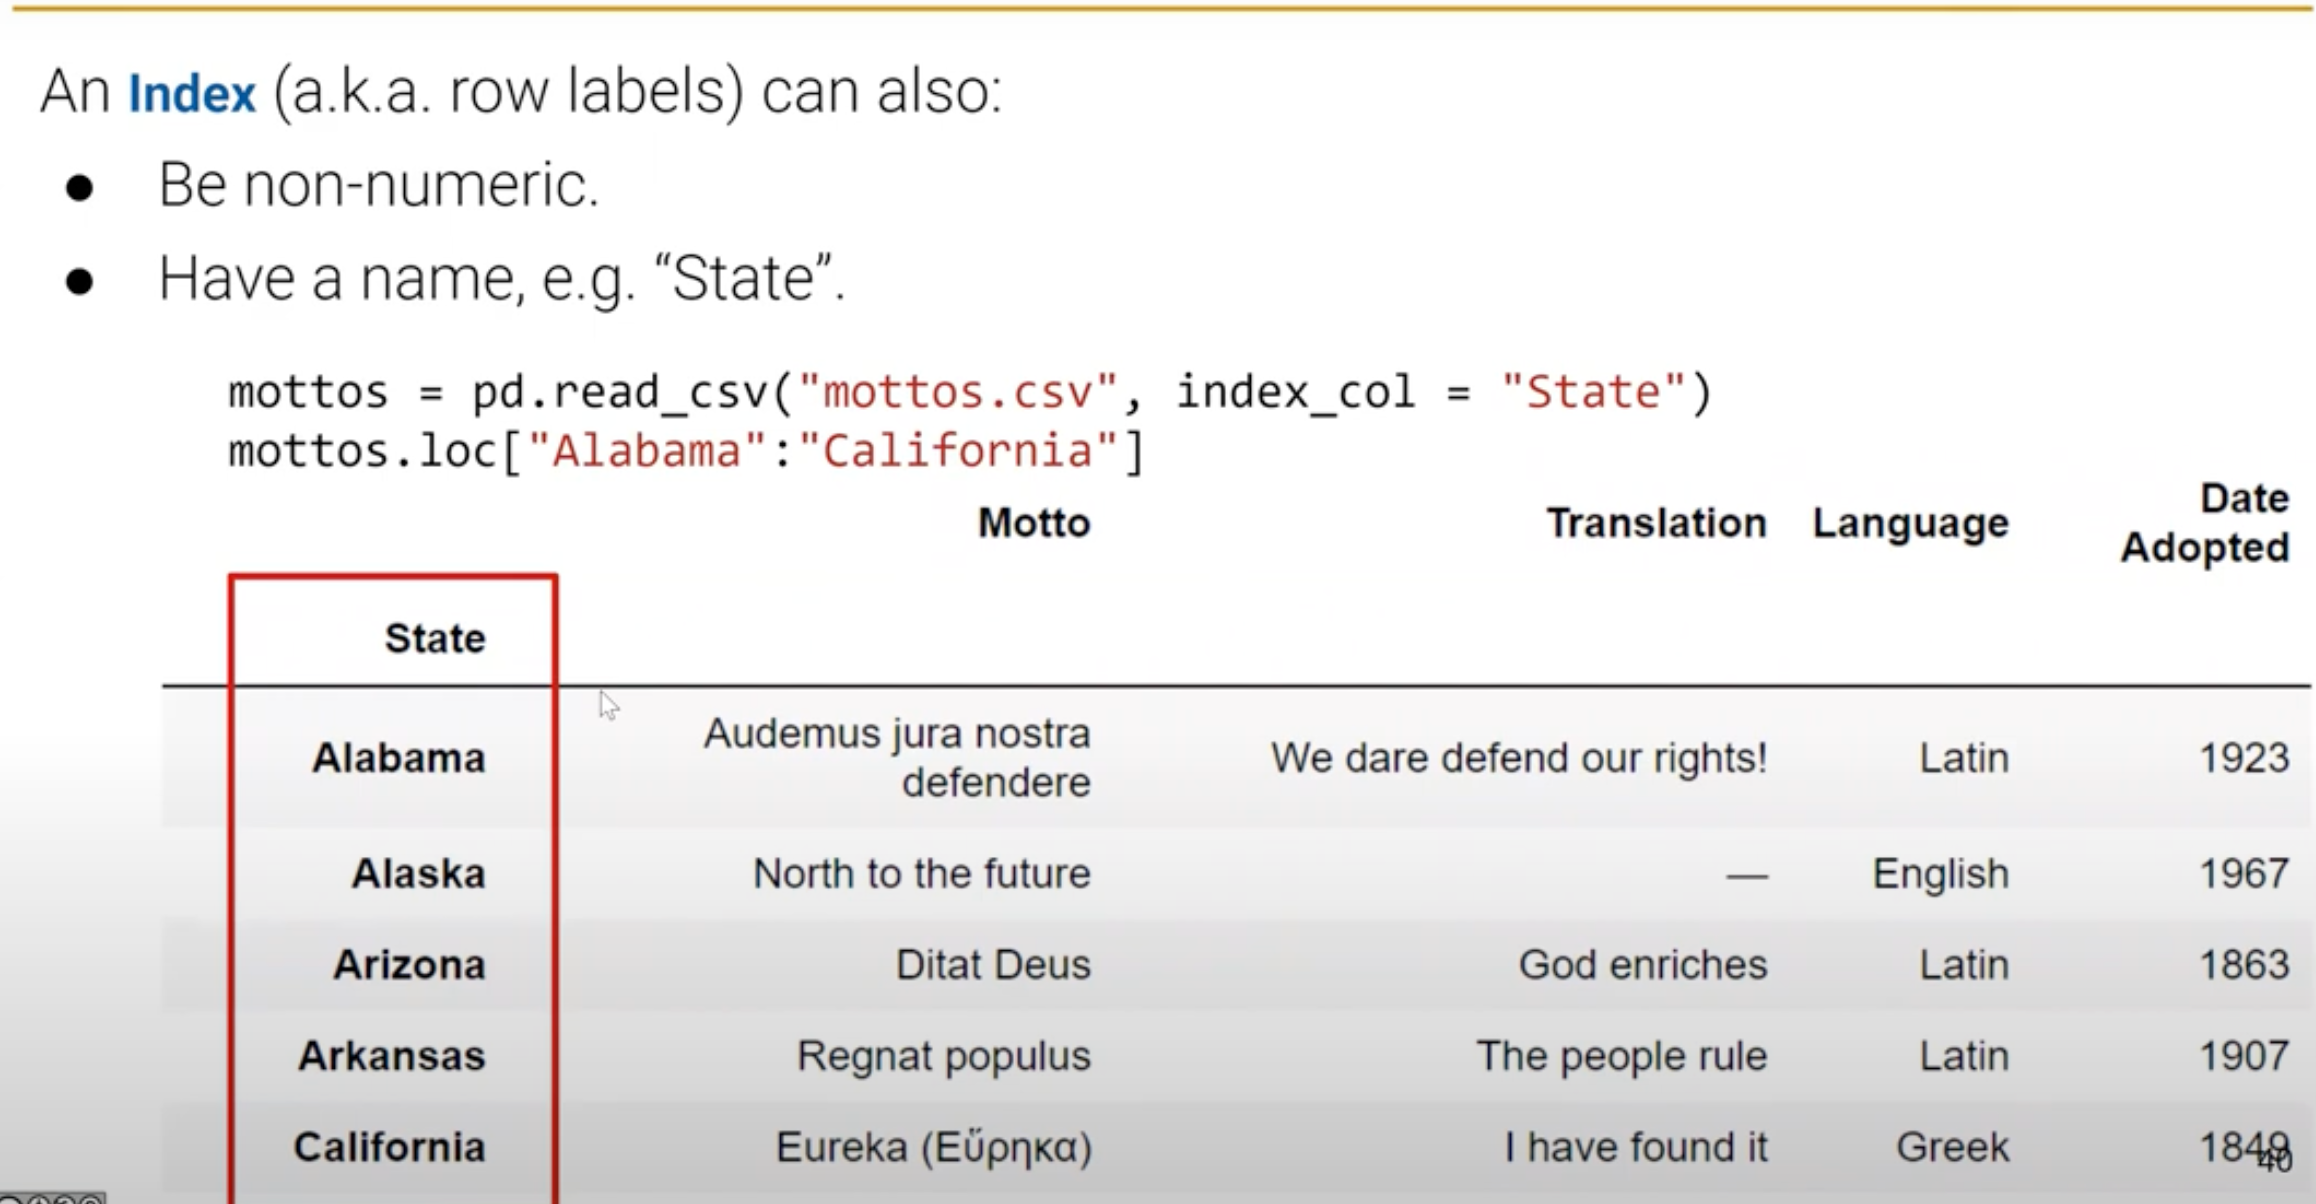 An Index (a.k.a. row labels) can also:
● Be non-numeric.
● Have a name, e.g. “State”.
mottos = pd.read_csv("mottos.csv", index_col = "State")
mottos.loc["Alabama":"California"]
Motto Translation Language Date Adopted
State
Alabama Audemus jura nostra defendere We dare defend our rights! Latin 1923
Alaska North to the future — English 1967
Arizona Ditat Deus God enriches Latin 1863
Arkansas Regnat populus The people rule Latin 1907
California Eureka (Εὕρηκα) I have found it Greek 1849
40